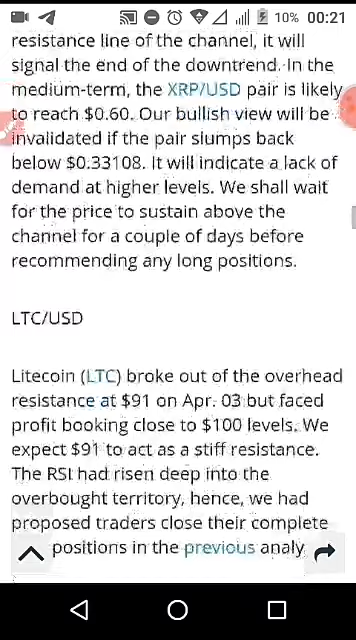 10% 00:21
resistance line of the channel, it will
signal the end of the downtrend. In the
medium-term, the XRP/USD pair is likely
to reach $0.60. Our bullish view will be
invalidated if the pair slumps back
below $0.33108. It will indicate a lack of
demand at higher levels. We shall wait
for the price to sustain above the
channel for a couple of days before
recommending any long positions.
LTC/USD
Litecoin (LTC) broke out of the overhead
resistance at $91 on Apr. 03 but faced
profit booking close to $100 levels. We
expect $91 to act as a stiff resistance.
The RSI had risen deep into the
overbought territory, hence, we had
proposed traders close their complete
positions in the previous analy